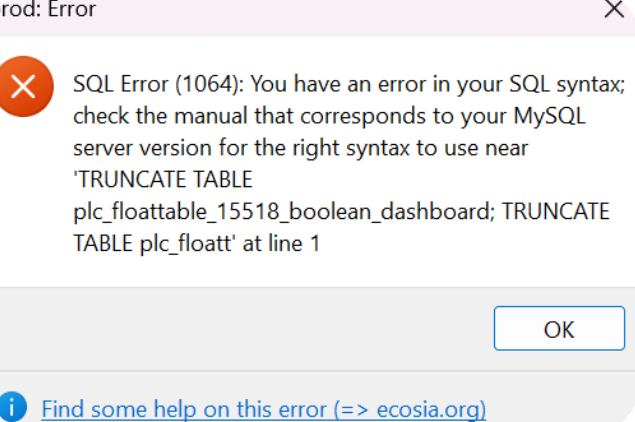 rod: Error
SQL Error (1064): You have an error in your SQL syntax;
check the manual that corresponds to your MySQL
server version for the right syntax to use near
'TRUNCATE TABLE
plc_floattable_15518_boolean_dashboard; TRUNCATE
TABLE plc_floatt' at line 1
OK
Find some help on this error (=> ecosia.org)